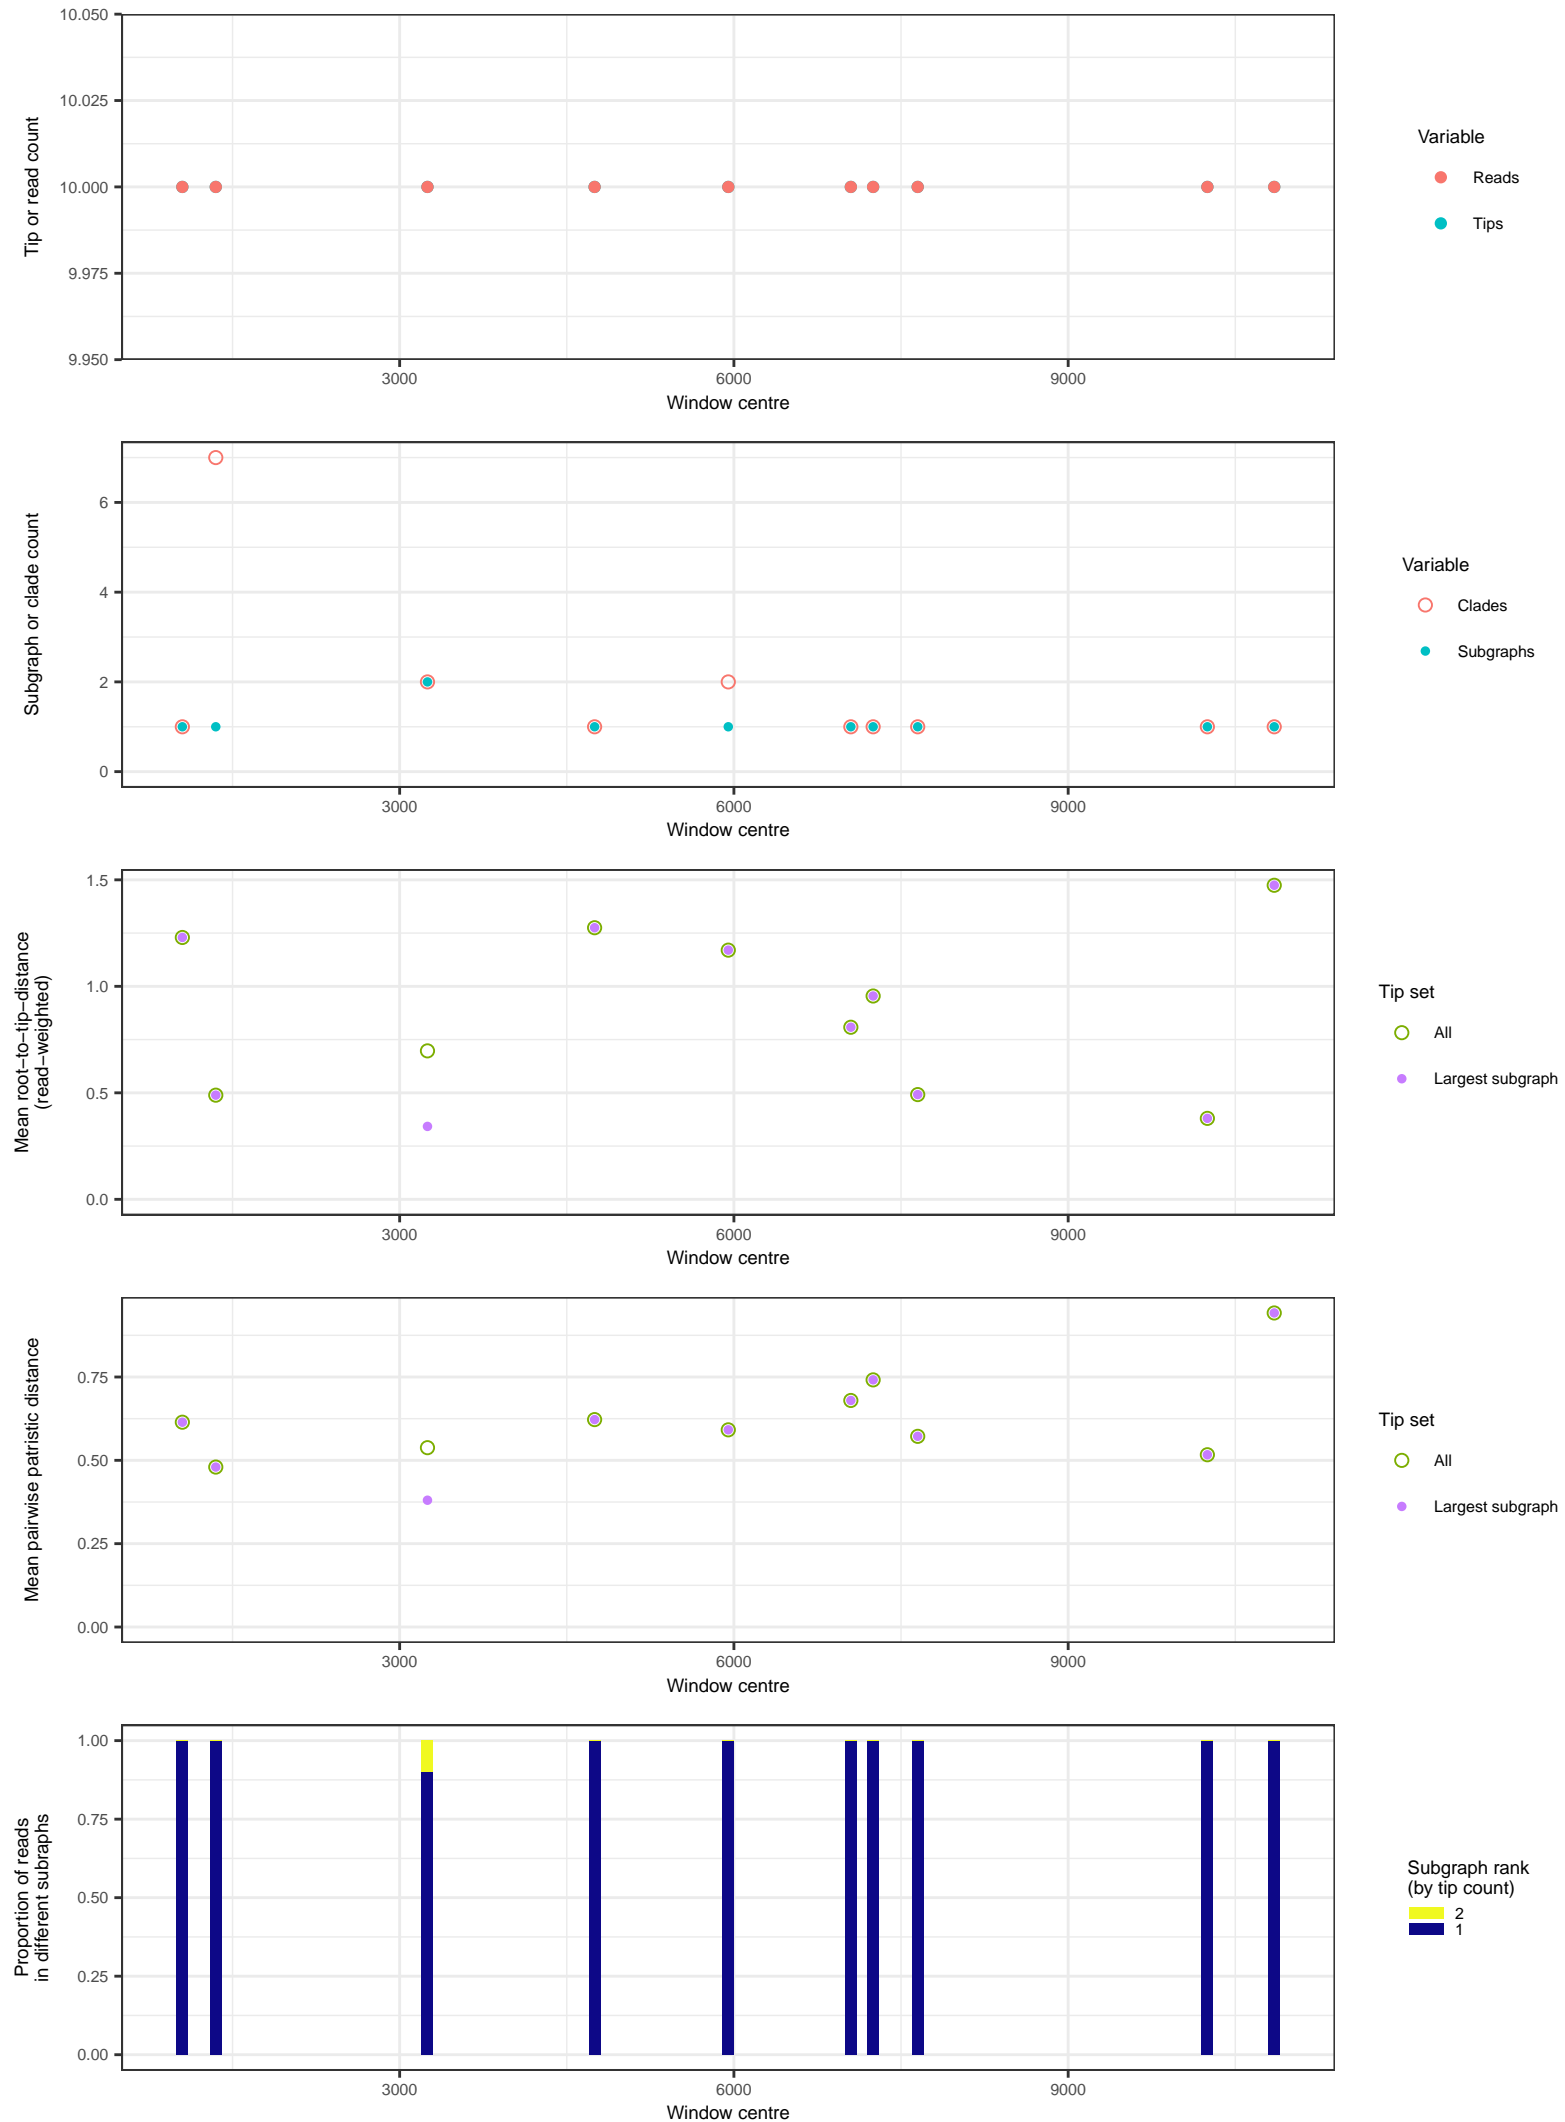 Tip or read count
10.050
10.025
10.000
9.975
9.950
3000
6000
9000
Window centre
Variable
Reads
Tips
Subgraph or clade count
6
4
2
0
3000
6000
9000
Window centre
Variable
Clades
Subgraphs
Mean root−to−tip−distance
(read−weighted)
1.5
1.0
0.5
0.0
3000
6000
9000
Window centre
Tip set
All
Largest subgraph
Mean pairwise patristic distance
0.75
0.50
0.25
0.00
3000
6000
9000
Window centre
Tip set
All
Largest subgraph
Proportion of reads
in different subraphs
1.00
0.75
0.50
0.25
0.00
3000
6000
9000
Window centre
Subgraph rank
(by tip count)
2
1